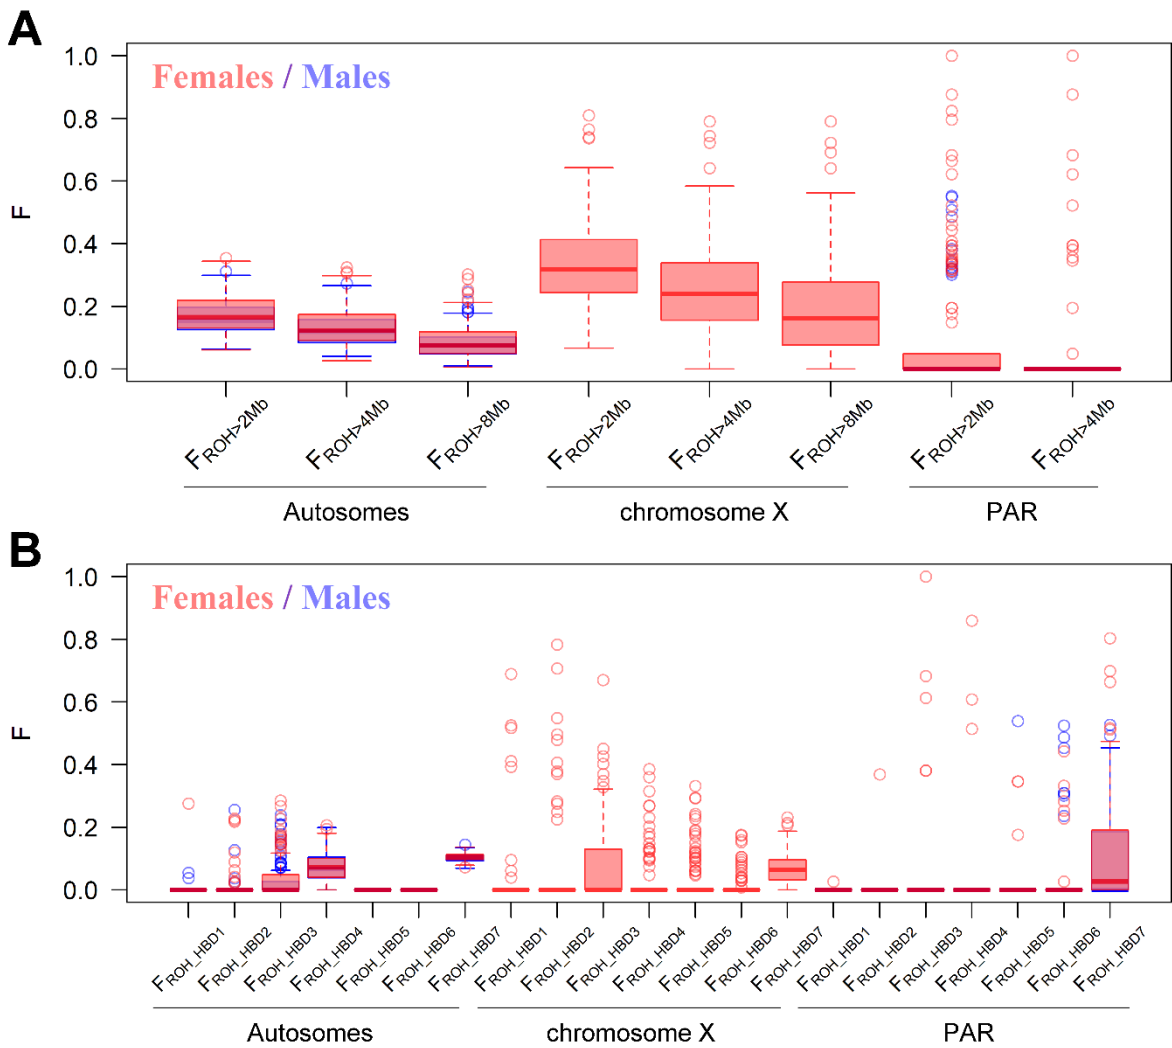 A
Females / Males
1.0
0.8
0.6
0.4
0.2
0.0
F
FROH>2Mb FROH>4Mb FROH>8Mb FROH>2Mb FROH>4Mb FROH>8Mb FROH>2Mb FROH>4Mb
Autosomes chromosome X PAR
B
Females / Males
1.0
0.8
0.6
0.4
0.2
0.0
F
FROH_HBD1 FROH_HBD2 FROH_HBD3 FROH_HBD4 FROH_HBD5 FROH_HBD6 FROH_HBD7 FROH_HBD1 FROH_HBD2 FROH_HBD3 FROH_HBD4 FROH_HBD5 FROH_HBD6 FROH_HBD7 FROH_HBD1 FROH_HBD2 FROH_HBD3 FROH_HBD4 FROH_HBD5 FROH_HBD6 FROH_HBD7
Autosomes chromosome X PAR